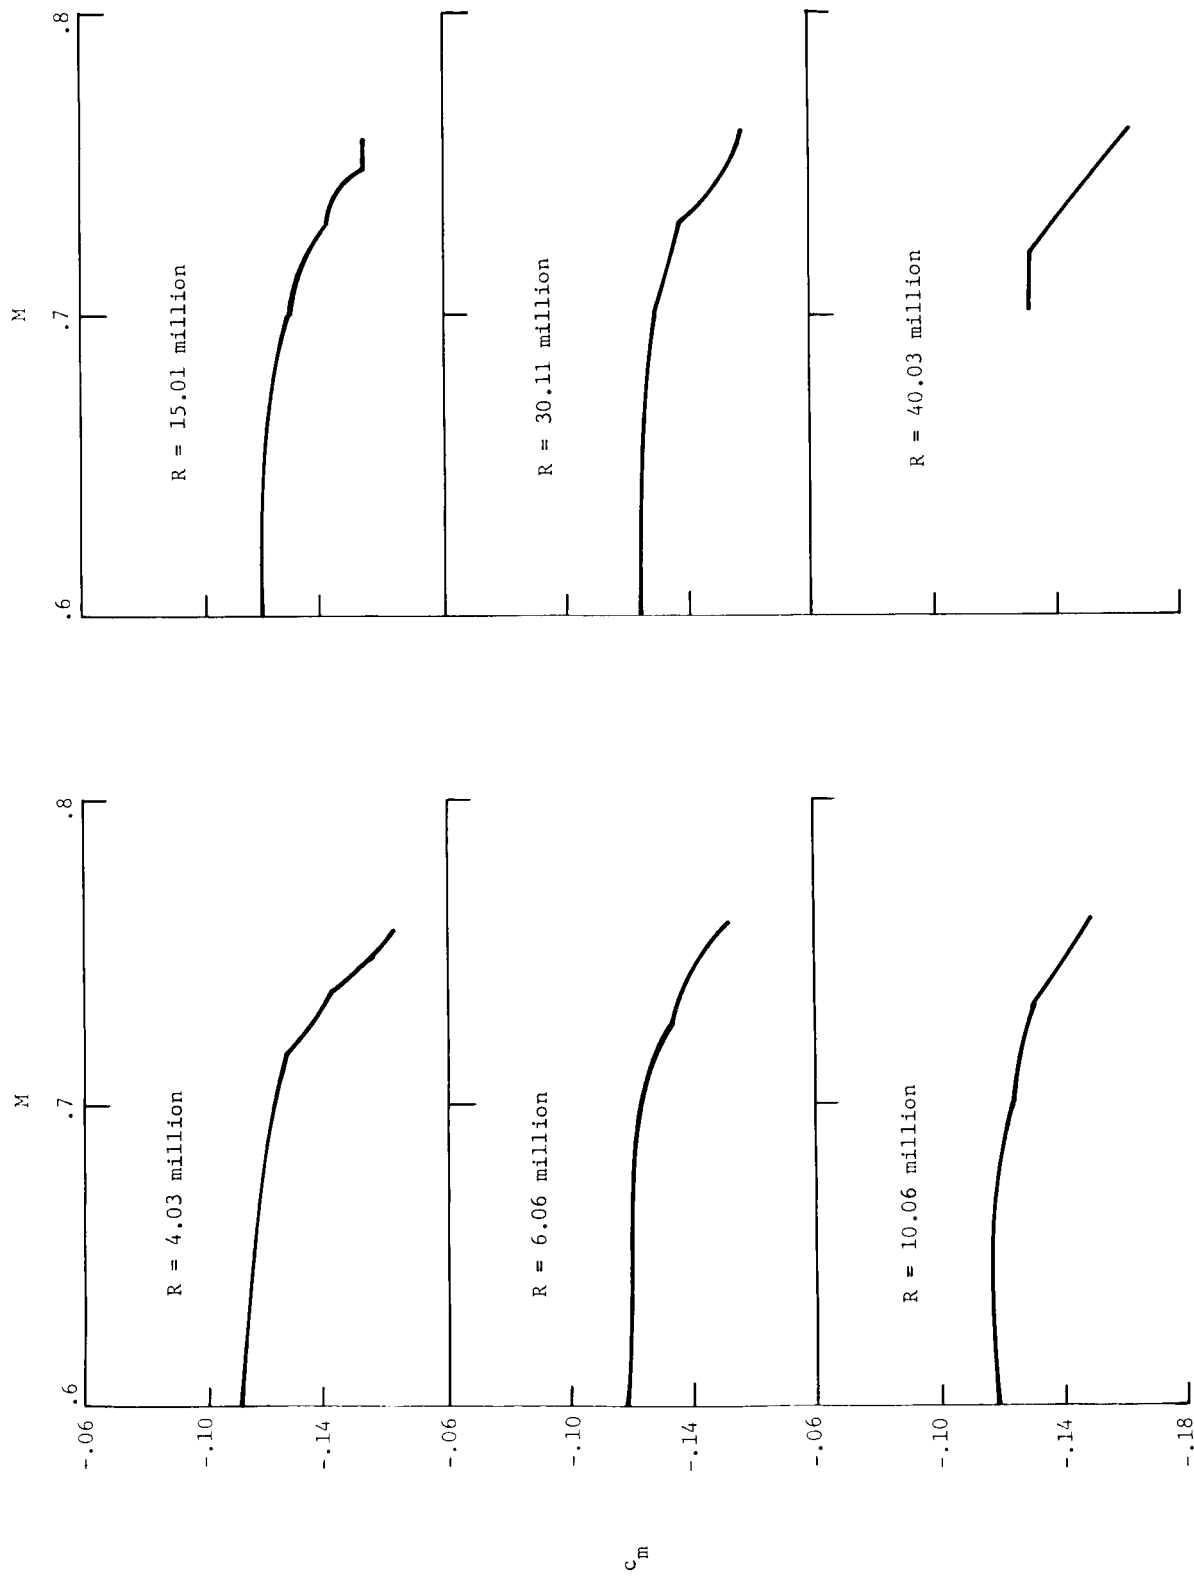 M
.6
.7
.8
M
.6
.7
.8
-.06
R = 4.03 million
R = 15.01 million
-.10
-.14
-.06
R = 6.06 million
R = 30.11 million
-.10
-.14
c_m
-.06
R = 10.06 million
R = 40.03 million
-.10
-.14
-.18